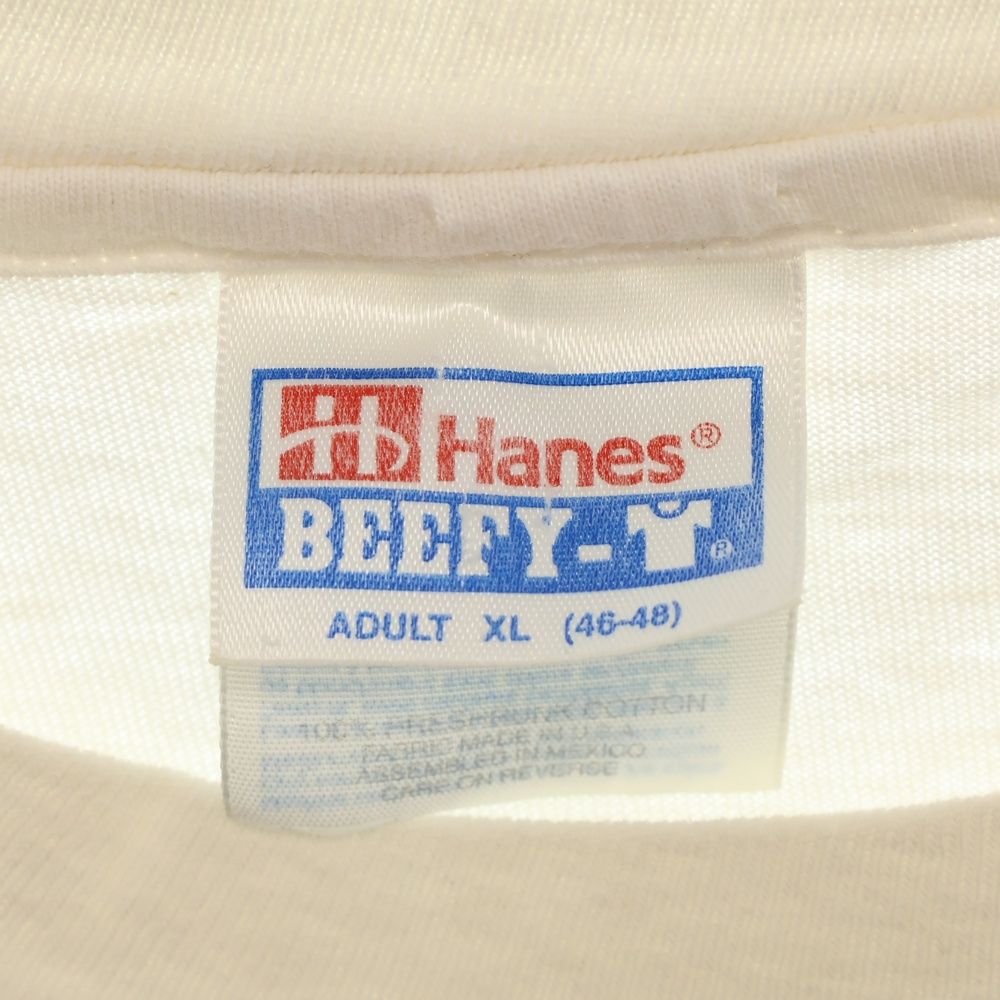 Hanes®
BEEFY-T®
ADULT XL (46-48)
100% PRESHRUNK COTTON
FABRIC MADE IN U.S.A.
ASSEMBLED IN MEXICO
CARE ON REVERSE